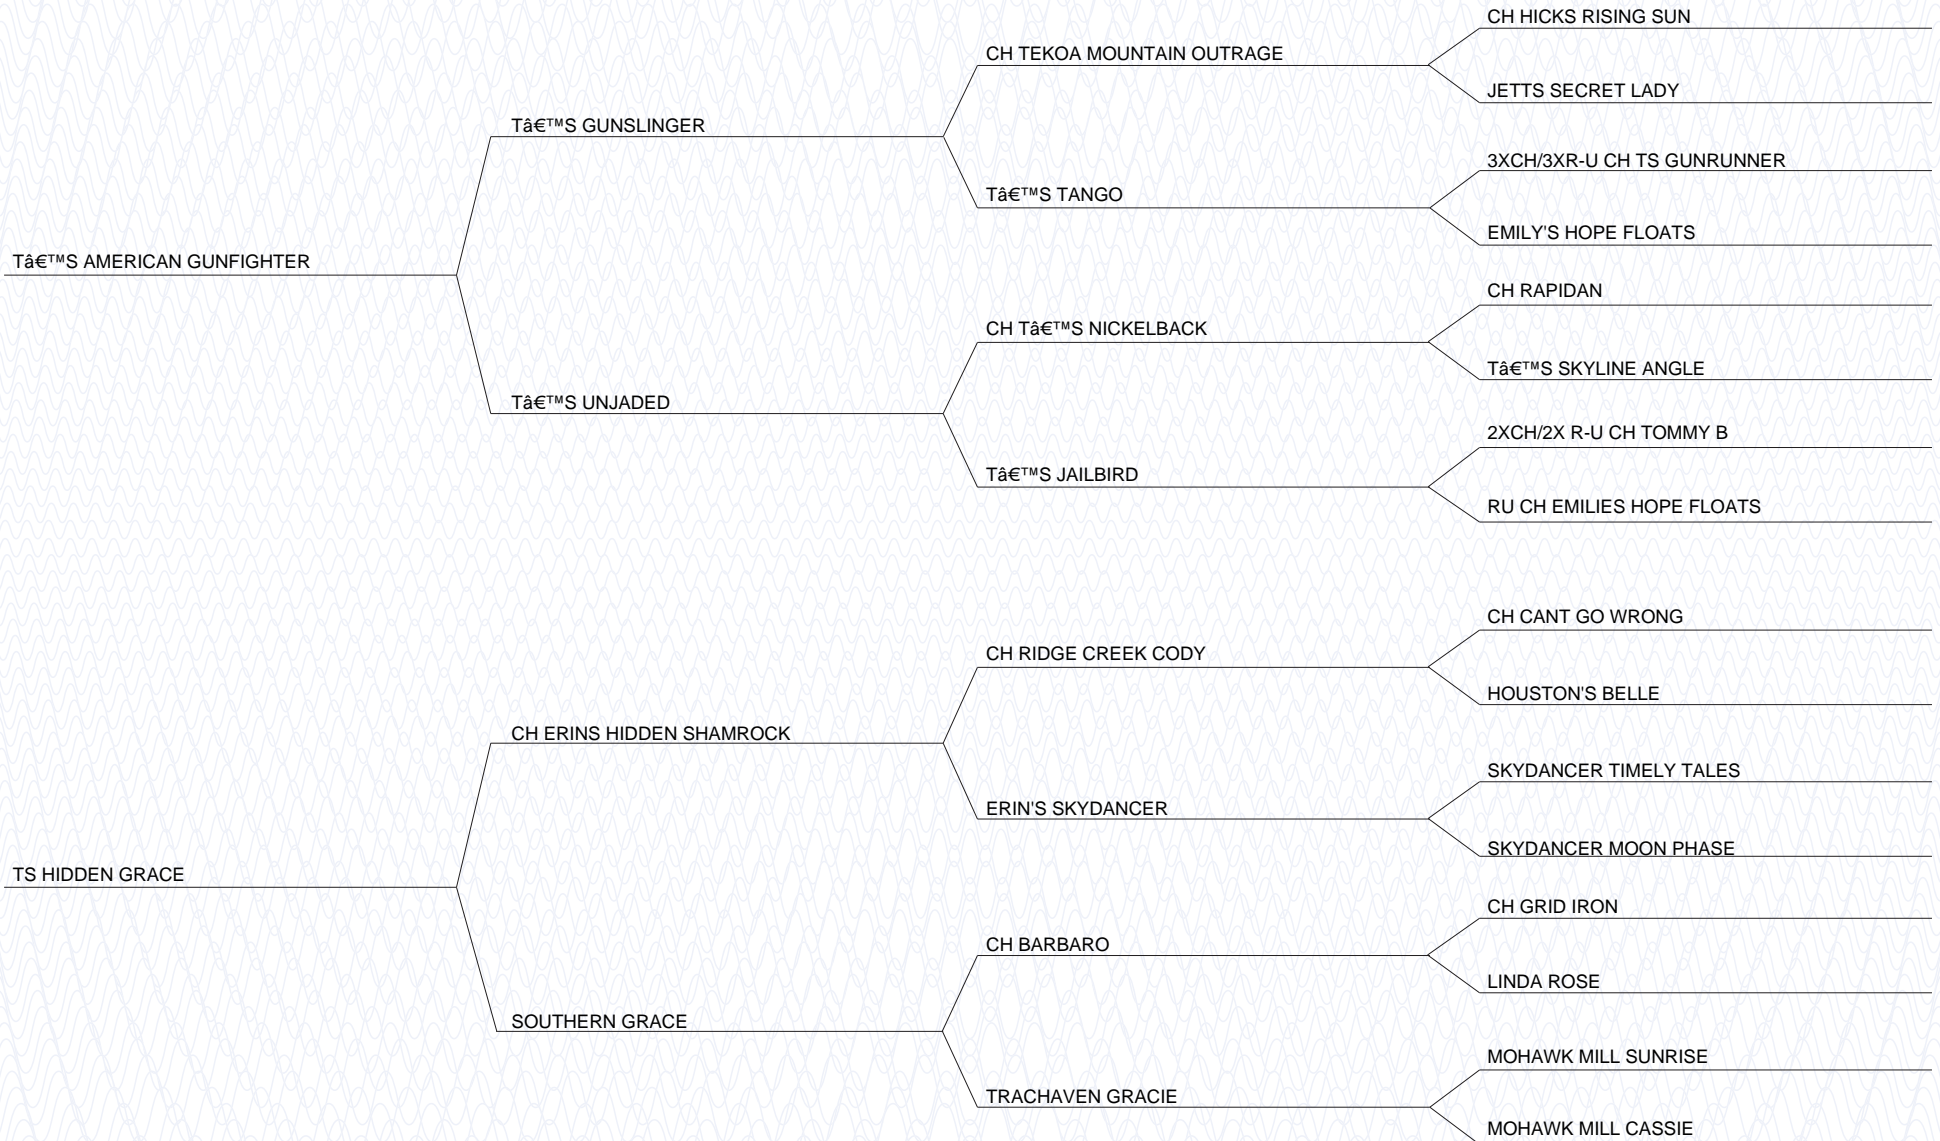 CH HICKS RISING SUN
CH TEKOA MOUNTAIN OUTRAGE
JETTS SECRET LADY
Tâ€™S GUNSLINGER
3XCH/3XR-U CH TS GUNRUNNER
Tâ€™S TANGO
EMILY'S HOPE FLOATS
Tâ€™S AMERICAN GUNFIGHTER
CH RAPIDAN
CH Tâ€™S NICKELBACK
Tâ€™S SKYLINE ANGLE
Tâ€™S UNJADED
2XCH/2X R-U CH TOMMY B
Tâ€™S JAILBIRD
RU CH EMILIES HOPE FLOATS
CH CANT GO WRONG
CH RIDGE CREEK CODY
HOUSTON'S BELLE
CH ERINS HIDDEN SHAMROCK
SKYDANCER TIMELY TALES
ERIN'S SKYDANCER
SKYDANCER MOON PHASE
TS HIDDEN GRACE
CH GRID IRON
CH BARBARO
LINDA ROSE
SOUTHERN GRACE
MOHAWK MILL SUNRISE
TRACHAVEN GRACIE
MOHAWK MILL CASSIE